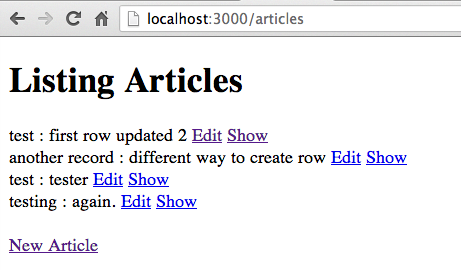 localhost:3000/articles
Listing Articles
test : first row updated 2 Edit Show
another record : different way to create row Edit Show
test : tester Edit Show
testing : again. Edit Show
New Article